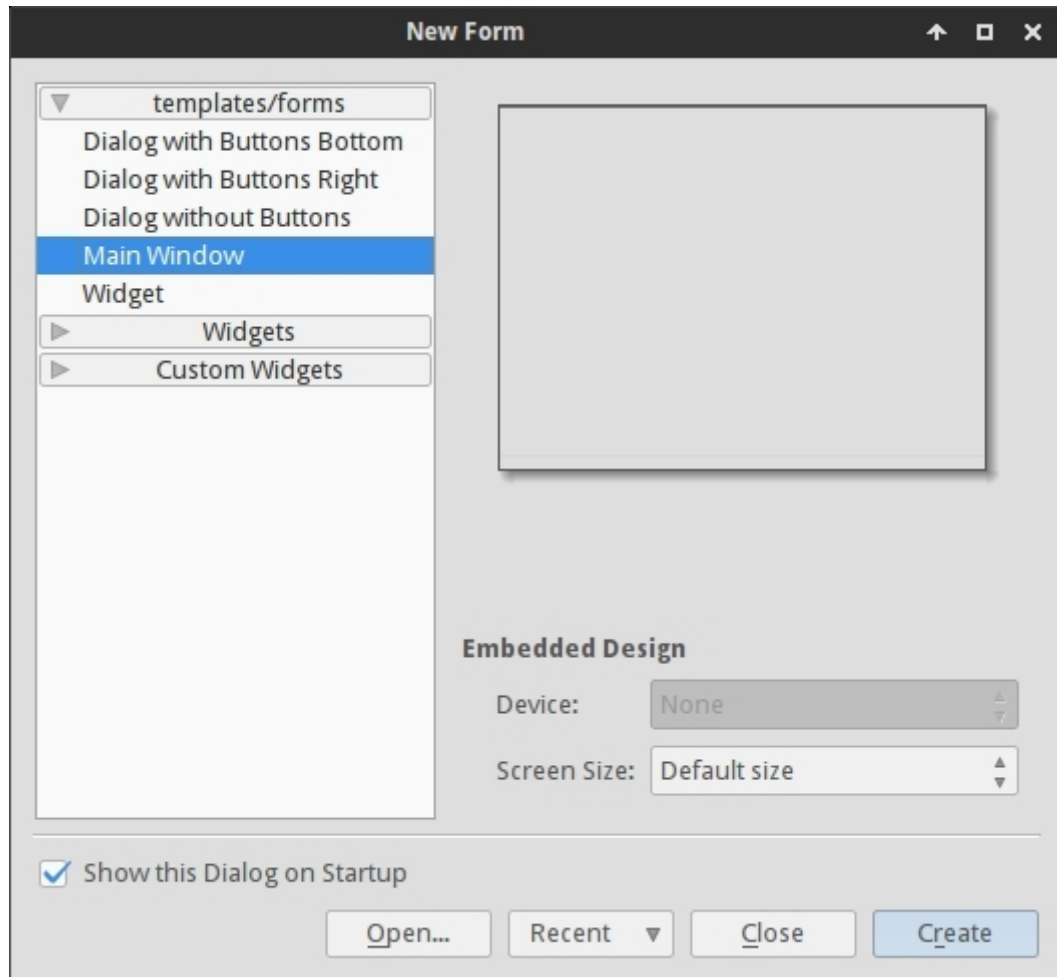 New Form
templates/forms
Dialog with Buttons Bottom
Dialog with Buttons Right
Dialog without Buttons
Main Window
Widget
Widgets
Custom Widgets
Embedded Design
Device: None
Screen Size: Default size
Show this Dialog on Startup
Open... Recent Close Create